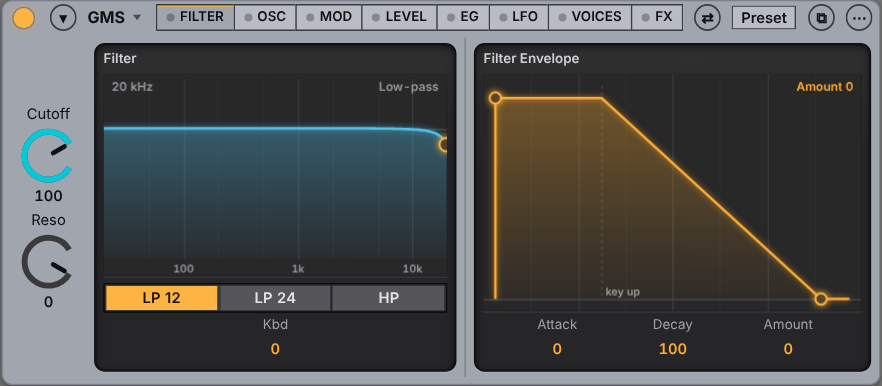 GMS FILTER OSC MOD LEVEL EG LFO VOICES FX Preset
Filter
20 kHz Low-pass
100 1k 10k
LP 12 LP 24 HP
Kbd
0
Cutoff
100
Reso
0
Filter Envelope
Amount 0
key up
Attack Decay Amount
0 100 0